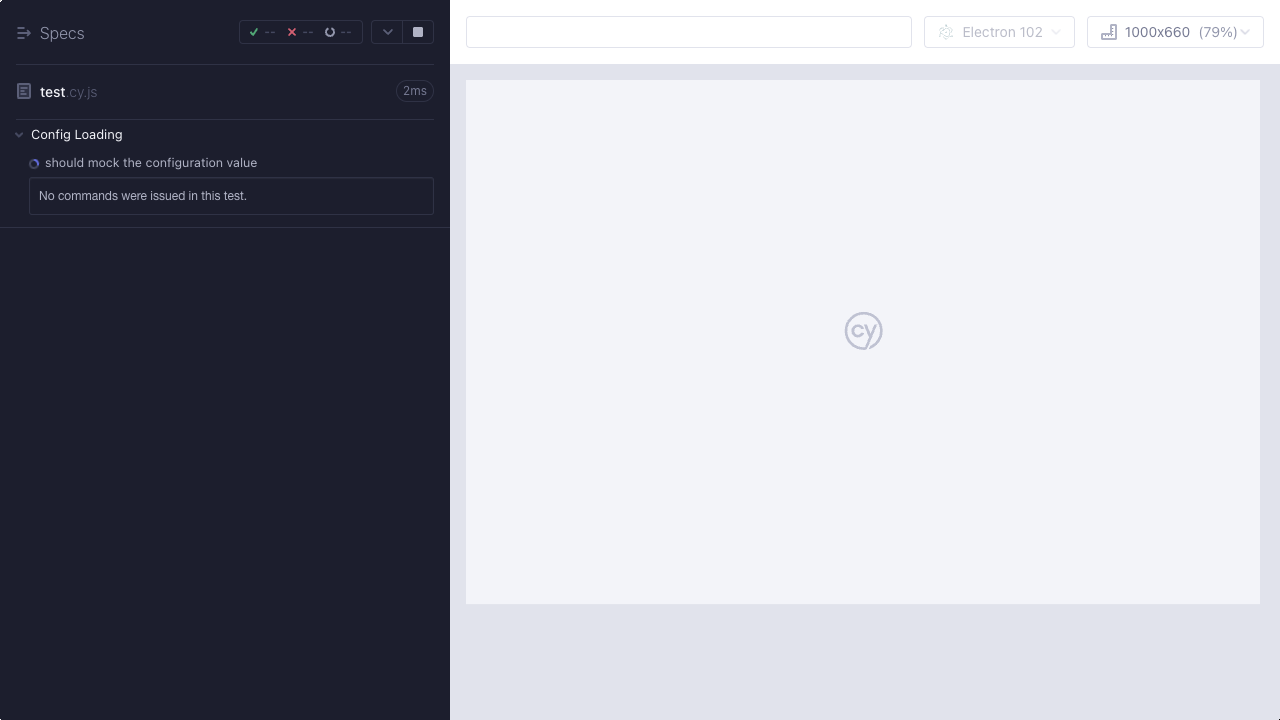 Specs
-- -- --
test.cy.js
2ms
Config Loading
should mock the configuration value
No commands were issued in this test.
Electron 102
1000x660 (79%)
cy